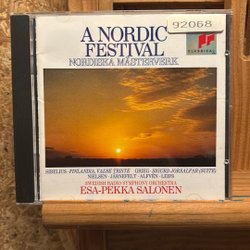 92068
A NORDIC
FESTIVAL
NORDISKA MÄSTERVERK
CLASSICAL
SIBELIUS · FINLANDIA, VALSE TRISTE · GRIEG · SIGURD JORSALFAR (SUITE)
NIELSEN · JÄRNEFELT · ALFVÉN · LEIFS
SWEDISH RADIO SYMPHONY ORCHESTRA
ESA-PEKKA SALONEN